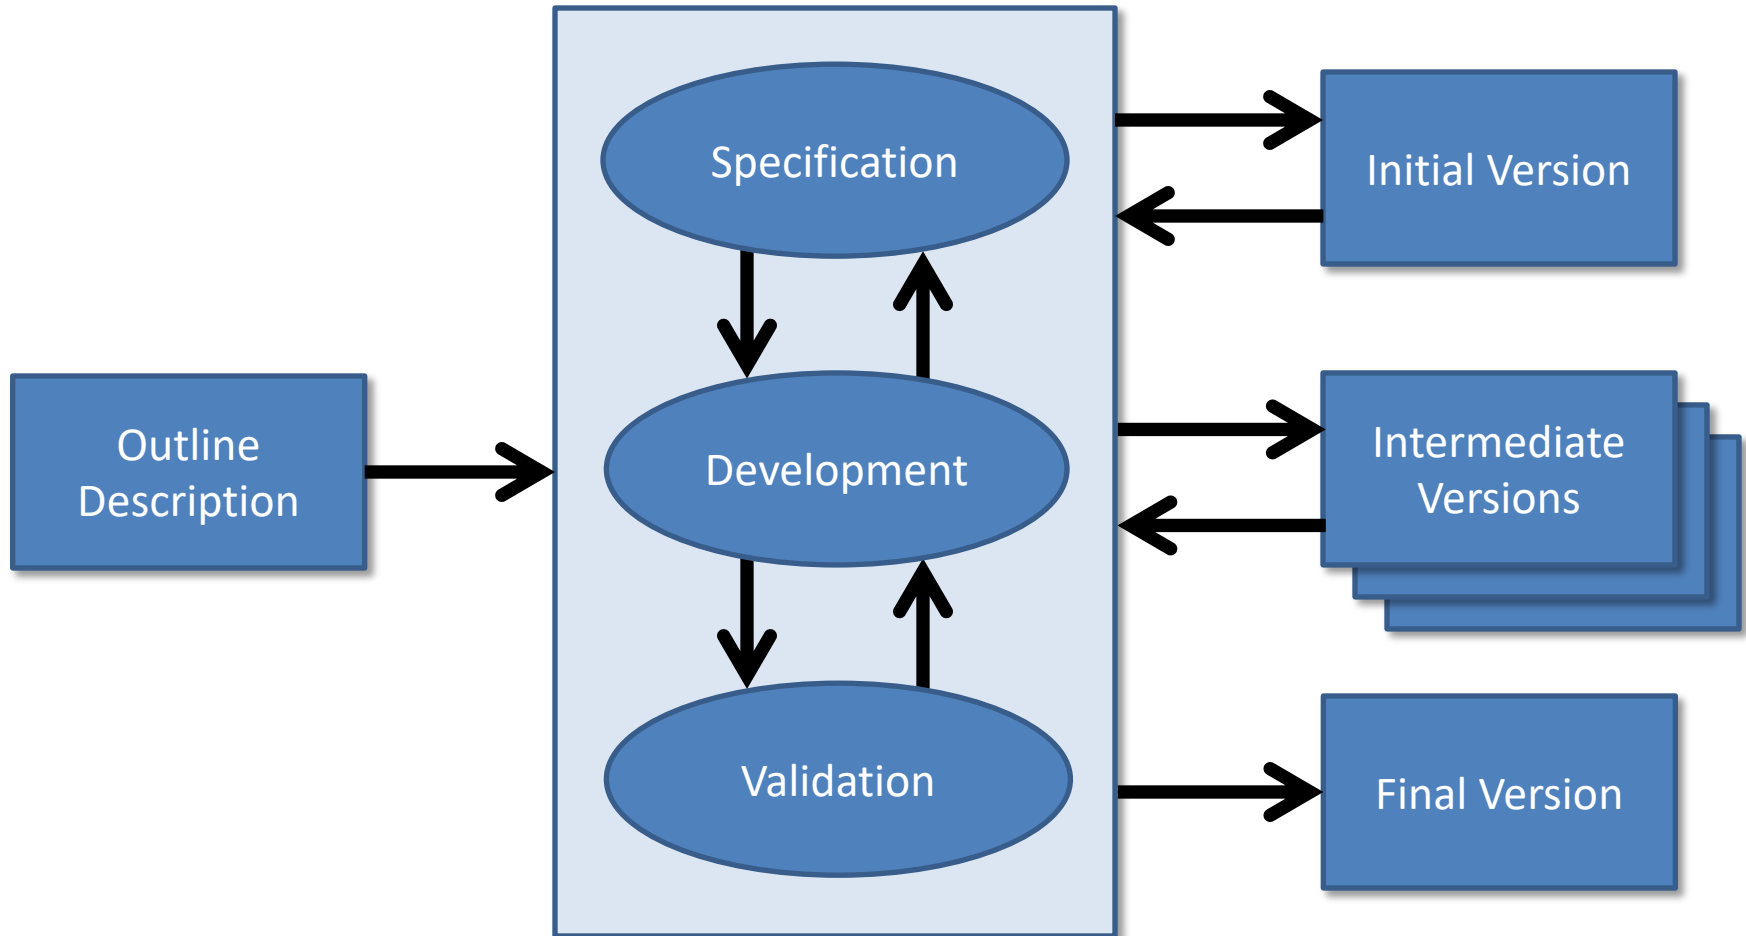 Outline
Description
Specification
Development
Validation
Initial Version
Intermediate
Versions
Final Version